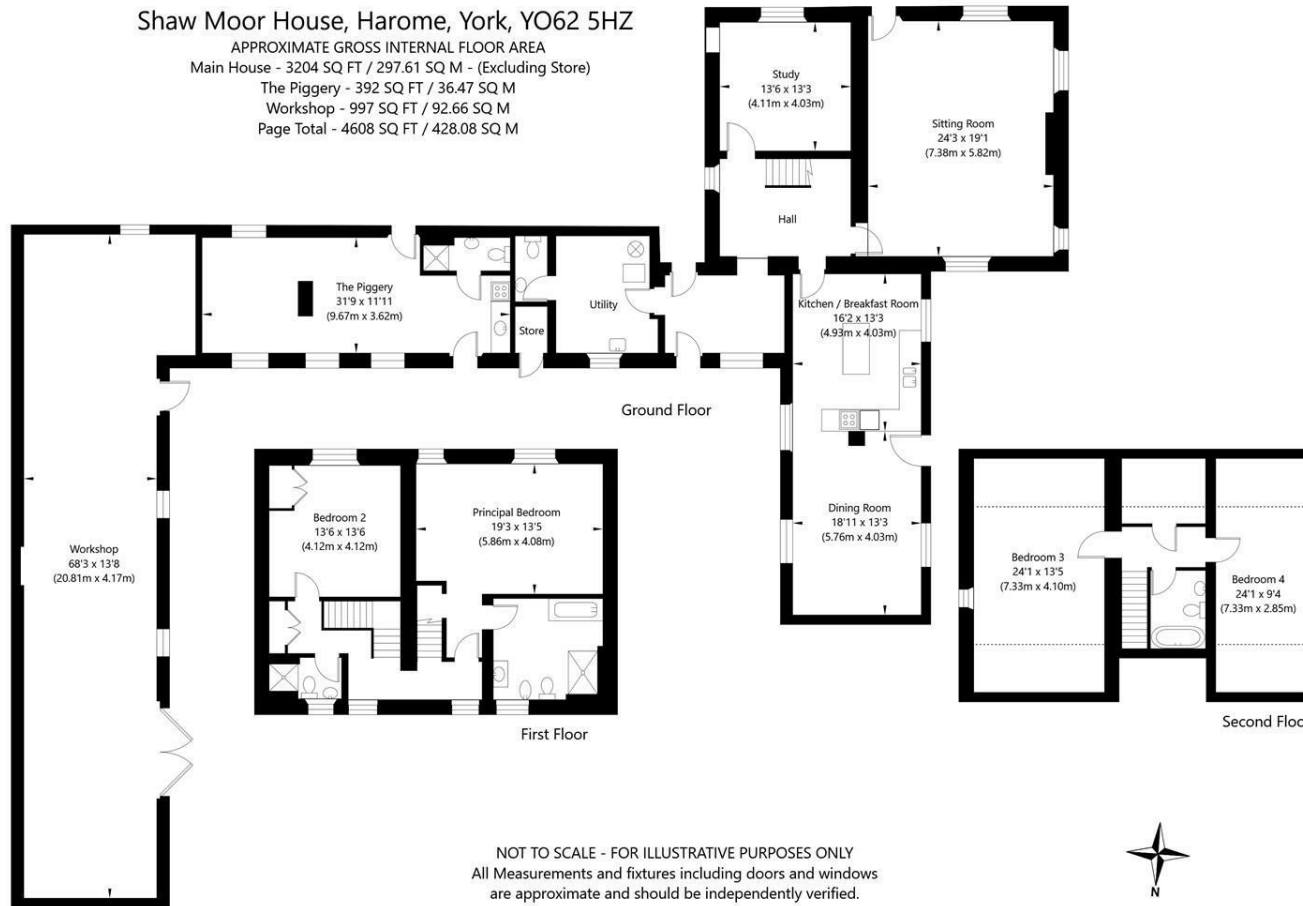 Shaw Moor House, Harome, York, YO62 5HZ
APPROXIMATE GROSS INTERNAL FLOOR AREA
Main House - 3204 SQ FT / 297.61 SQ M - (Excluding Store)
The Piggery - 392 SQ FT / 36.47 SQ M
Workshop - 997 SQ FT / 92.66 SQ M
Page Total - 4608 SQ FT / 428.08 SQ M
Study
13'6 x 13'3
(4.11m x 4.03m)
Sitting Room
24'3 x 19'1
(7.38m x 5.82m)
Hall
The Piggery
31'9 x 11'11
(9.67m x 3.62m)
Store
Utility
Kitchen / Breakfast Room
16'2 x 13'3
(4.93m x 4.03m)
Ground Floor
Dining Room
18'11 x 13'3
(5.76m x 4.03m)
Workshop
68'3 x 13'8
(20.81m x 4.17m)
Bedroom 2
13'6 x 13'6
(4.12m x 4.12m)
Principal Bedroom
19'3 x 13'5
(5.86m x 4.08m)
First Floor
Bedroom 3
24'1 x 13'5
(7.33m x 4.10m)
Bedroom 4
24'1 x 9'4
(7.33m x 2.85m)
Second Floo
NOT TO SCALE - FOR ILLUSTRATIVE PURPOSES ONLY
All Measurements and fixtures including doors and windows
are approximate and should be independently verified.
N